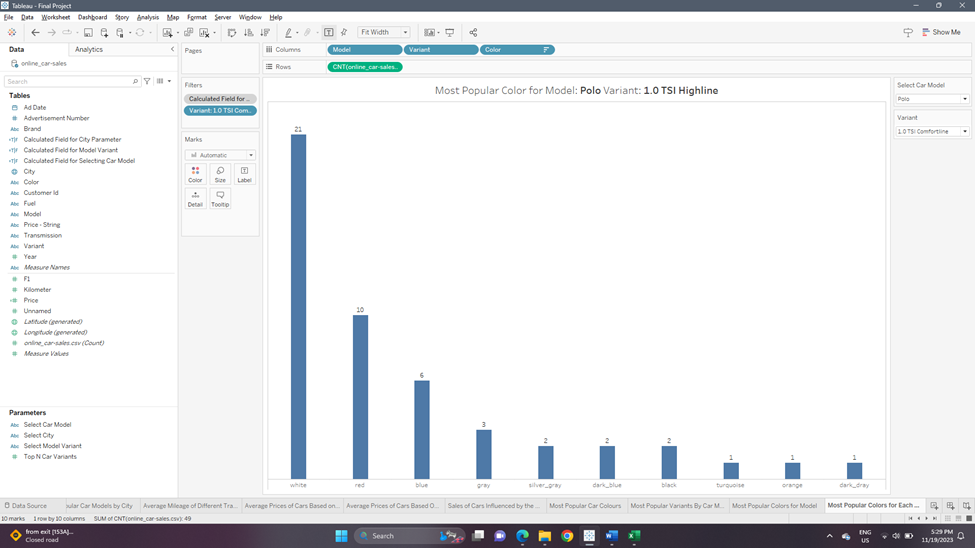 Tableau - Final Project
File Data Worksheet Dashboard Story Analysis Map Format Server Window Help
Fit Width
Show Me
Data
Analytics
online_car-sales
Search
Tables
Ad Date
Advertisement Number
Brand
Calculated Field for City Parameter
Calculated Field for Model Variant
Calculated Field for Selecting Car Model
City
Color
Customer Id
Fuel
Model
Price - String
Transmission
Variant
Year
Measure Names
F1
Kilometer
Price
Unnamed
Latitude (generated)
Longitude (generated)
online_car-sales.csv (Count)
Measure Values
Parameters
Select Car Model
Select City
Select Model Variant
Top N Car Variants
Pages
Filters
Calculated Field for ..
Variant: 1.0 TSI Com..
Marks
Automatic
Color Size Label
Detail Tooltip
Columns
Model Variant Color
Rows
CNT(online_car-sales..
Most Popular Color for Model: Polo Variant: 1.0 TSI Highline
21
10
6
3
2
2
2
1
1
1
white red blue gray silver_gray dark_blue black turquoise orange dark_gray
Select Car Model
Polo
Variant
1.0 TSI Comfortline
Data Source
ular Car Models by City
Average Mileage of Different Tra...
Average Prices of Cars Based on...
Average Prices of Cars Based O...
Sales of Cars Influenced by the ...
Most Popular Car Colours
Most Popular Variants By Car M...
Most Popular Colors for Model
Most Popular Colors for Each ...
10 marks 1 row by 10 columns SUM of CNT(online_car-sales.csv): 49
from exit [153A]...
Closed road
Search
ENG
US
5:29 PM
11/19/2023